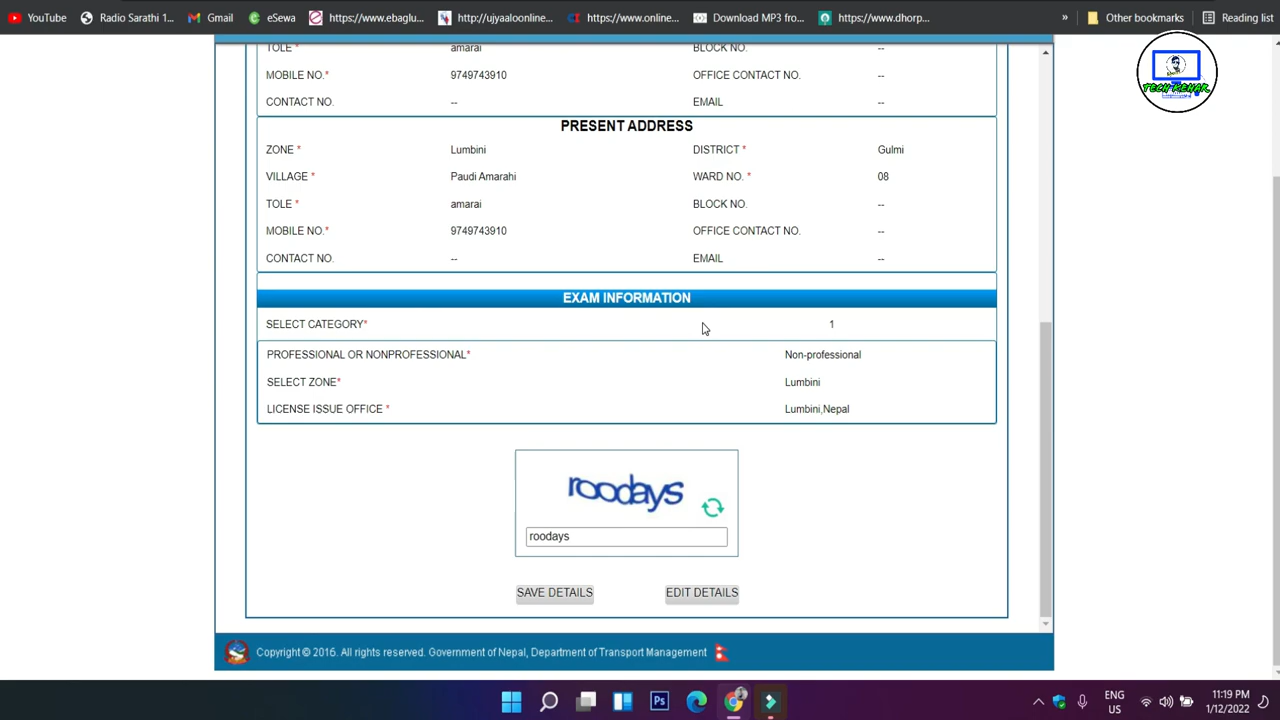 YouTube Radio Sarathi 1... Gmail eSewa https://www.ebaglu... http://ujyaaloonline... https://www.online... Download MP3 fro... https://www.dhorp... » Other bookmarks Reading list
TOLE * amarai BLOCK NO. --
MOBILE NO.* 9749743910 OFFICE CONTACT NO. --
CONTACT NO. -- EMAIL --
TECH KEHAR
PRESENT ADDRESS
ZONE * Lumbini DISTRICT * Gulmi
VILLAGE * Paudi Amarahi WARD NO. * 08
TOLE * amarai BLOCK NO. --
MOBILE NO.* 9749743910 OFFICE CONTACT NO. --
CONTACT NO. -- EMAIL --
EXAM INFORMATION
SELECT CATEGORY* 1
PROFESSIONAL OR NONPROFESSIONAL* Non-professional
SELECT ZONE* Lumbini
LICENSE ISSUE OFFICE * Lumbini,Nepal
roodays
roodays
SAVE DETAILS EDIT DETAILS
Copyright © 2016. All rights reserved. Government of Nepal, Department of Transport Management
Ps ENG US 11:19 PM 1/12/2022